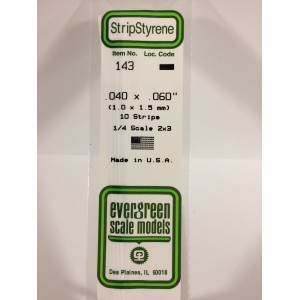 StripStyrene
Item No. Loc. Code
143
.040 x .060"
(1.0 x 1.5 mm)
10 Strips
1/4 Scale 2x3
Made in U.S.A.
evergreen
scale models
Des Plaines, IL 60018